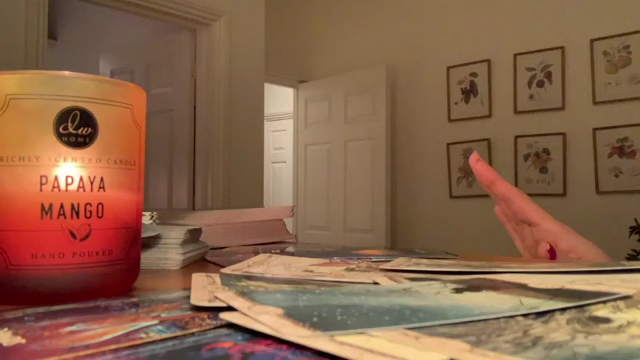 dw
HOME
RICHLY SCENTED CANDLE
PAPAYA
MANGO
HAND POURED